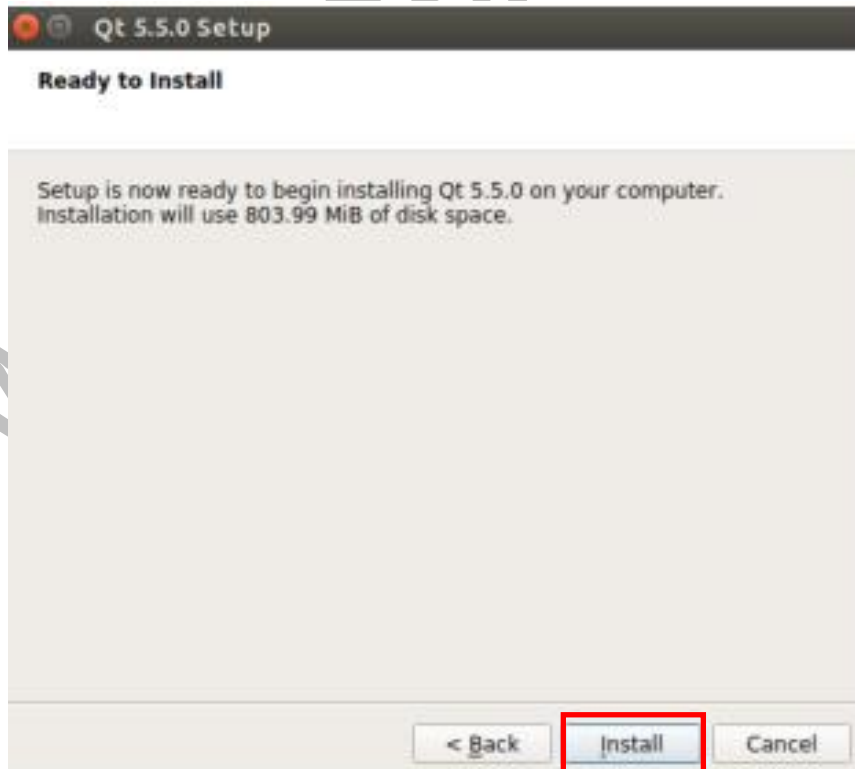 Qt 5.5.0 Setup
Ready to Install
Setup is now ready to begin installing Qt 5.5.0 on your computer.
Installation will use 803.99 MiB of disk space.
< Back
Install
Cancel